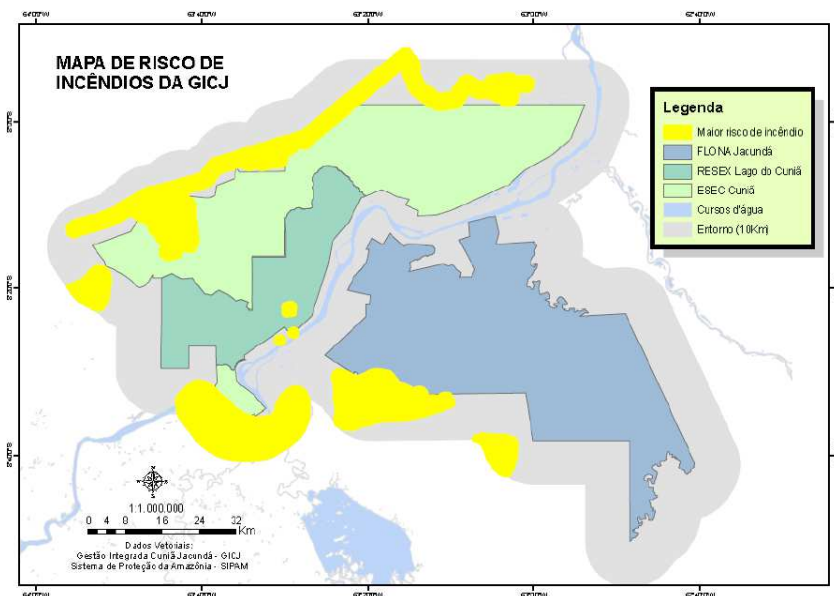 MAPA DE RISCO DE
INCÊNDIOS DA GICJ
Legenda
Maior risco de incêndio
FLONA Jacundá
RESEX Lago do Cuniã
ESEC Cuniã
Cursos d'água
Entorno (10Km)
1:1.000.000
0 4 8 16 24 32
Km
Dados Vetoriais:
Gestão Integrada Cuniã Jacundá - GICJ
Sistema de Proteção da Amazônia - SIPAM